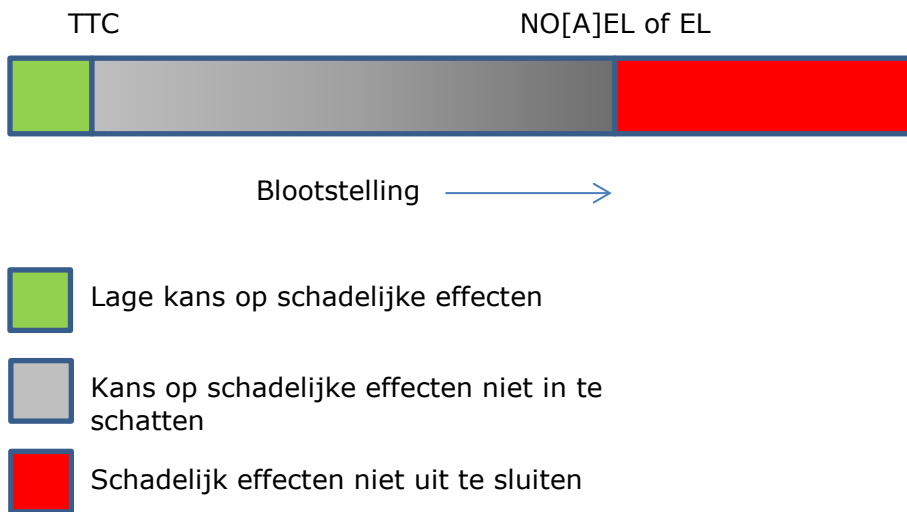 TTC NO[A]EL of EL
Blootstelling
Lage kans op schadelijke effecten
Kans op schadelijke effecten niet in te
schatten
Schadelijk effecten niet uit te sluiten